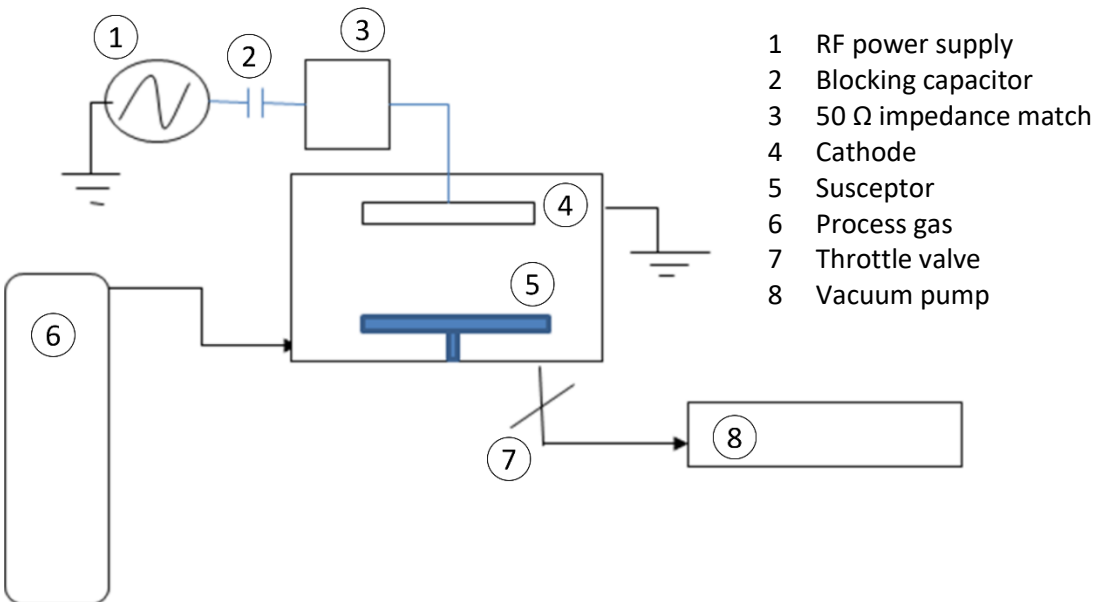 1
2
3
4
5
6
7
8
1 RF power supply
2 Blocking capacitor
3 50 Ω impedance match
4 Cathode
5 Susceptor
6 Process gas
7 Throttle valve
8 Vacuum pump